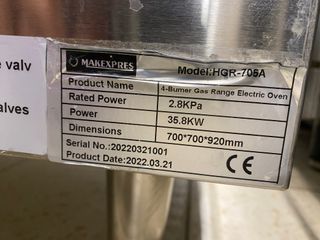 MAKEXPRES Model:HGR-705A
Product Name 4-Burner Gas Range Electric Oven
Rated Power 2.8KPa
Power 35.8KW
Dimensions 700*700*920mm
Serial No.:20220321001
Product Date:2022.03.21
CE
e valv
alves